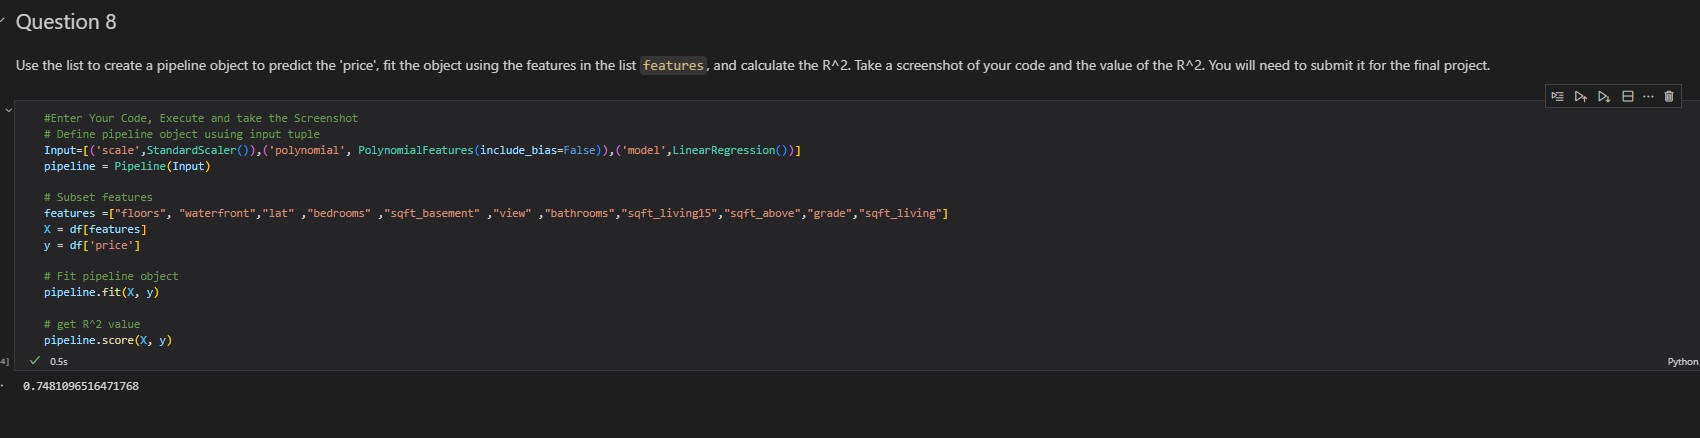 Question 8
Use the list to create a pipeline object to predict the 'price', fit the object using the features in the list features, and calculate the R^2. Take a screenshot of your code and the value of the R^2. You will need to submit it for the final project.
#Enter Your Code, Execute and take the Screenshot
# Define pipeline object usuing input tuple
Input=[('scale',StandardScaler()),('polynomial', PolynomialFeatures(include_bias=False)),('model',LinearRegression())]
pipeline = Pipeline(Input)
# Subset features
features =["floors", "waterfront","lat" ,"bedrooms" ,"sqft_basement" ,"view" ,"bathrooms","sqft_living15","sqft_above","grade","sqft_living"]
X = df[features]
y = df['price']
# Fit pipeline object
pipeline.fit(X, y)
# get R^2 value
pipeline.score(X, y)
4] ✓ 0.5s Python
0.7481096516471768